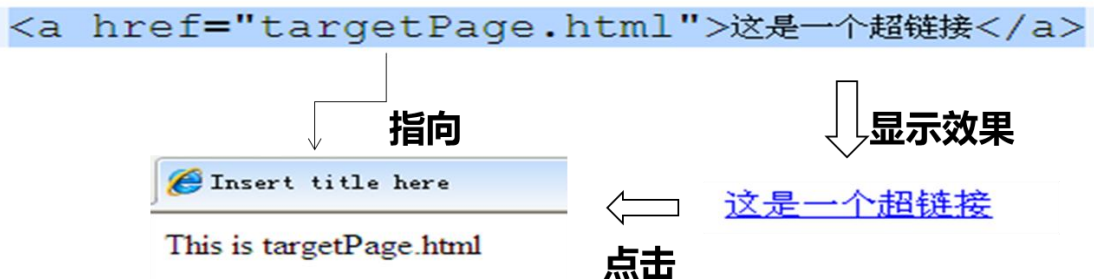 <a href="targetPage.html">这是一个超链接</a>
指向
显示效果
Insert title here
这是一个超链接
This is targetPage.html
点击